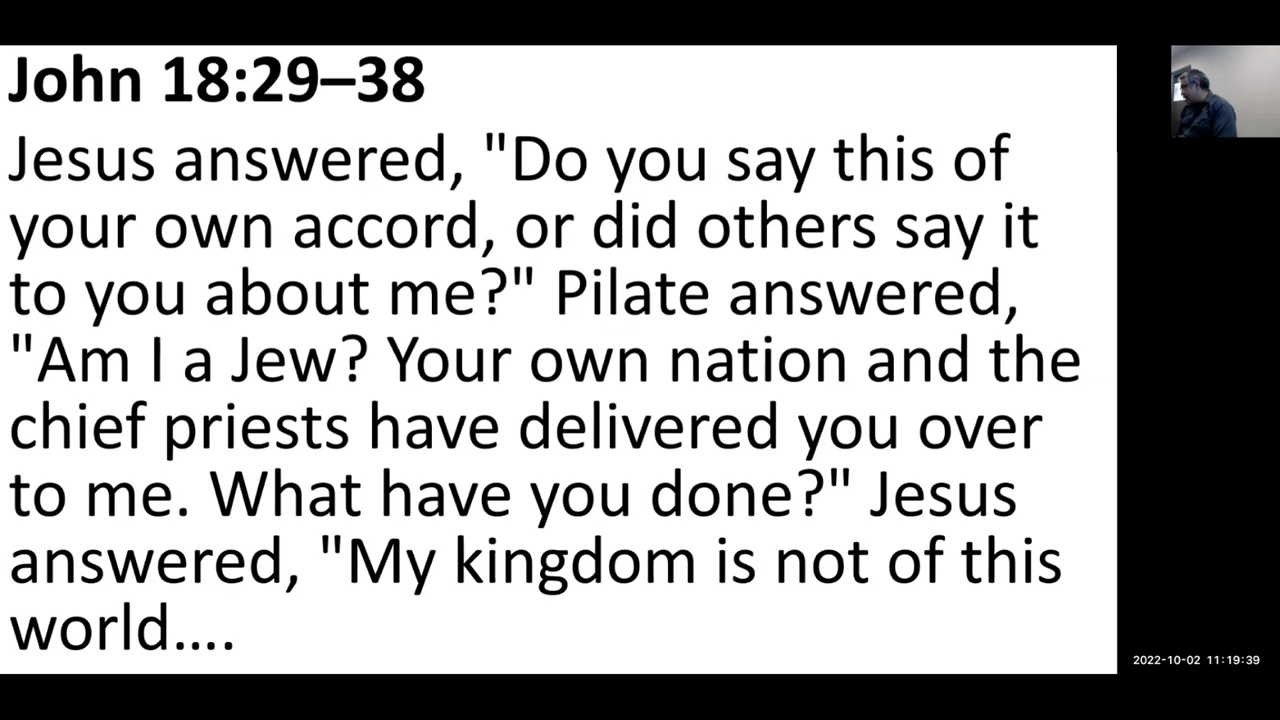 John 18:29–38
Jesus answered, "Do you say this of
your own accord, or did others say it
to you about me?" Pilate answered,
"Am I a Jew? Your own nation and the
chief priests have delivered you over
to me. What have you done?" Jesus
answered, "My kingdom is not of this
world….
2022-10-02 11:19:39